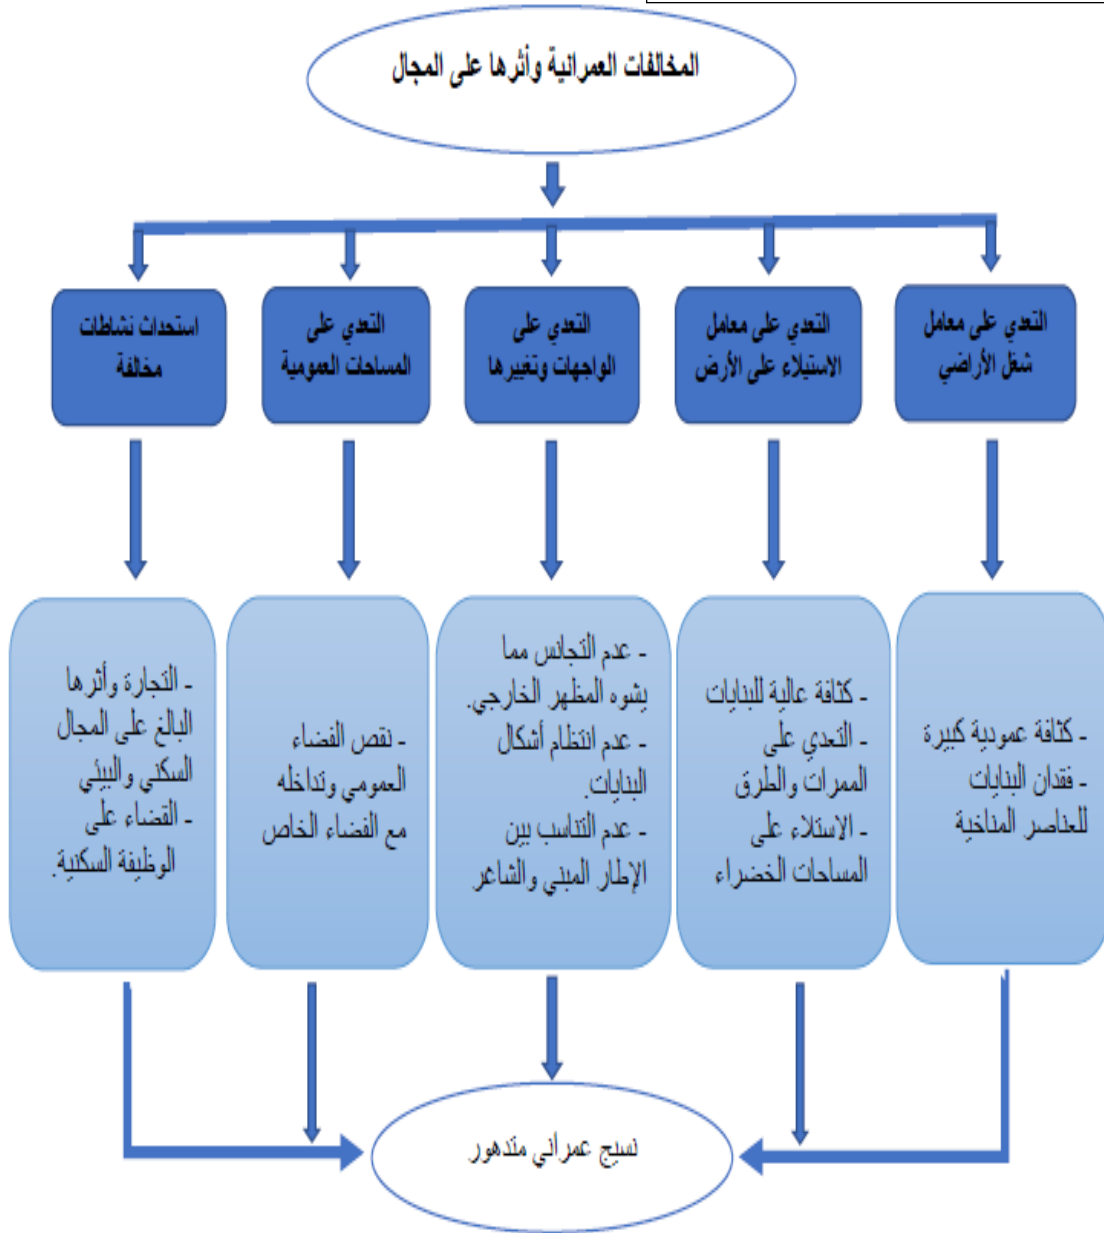 المخالفات العمرانية وأثرها على المجال
التعدي على معامل
شغل الأراضي
التعدي على معامل
الاستيلاء على الأرض
التعدي على
الواجهات وتغييرها
التعدي على
المساحات العمومية
استحداث نشاطات
مخالفة
- كثافة عمودية كبيرة
- فقدان البنايات
للعناصر المناخية
- كثافة عالية للبنايات
- التعدي على
الممرات والطرق
- الاستلاء على
المساحات الخضراء
- عدم التجانس مما
يشوه المظهر الخارجي.
- عدم انتظام أشكال
البنايات.
- عدم التناسب بين
الإطار المبني والشاغر.
- نقص الفضاء
العمومي وتداخله
مع الفضاء الخاص
- التجارة وأثرها
البالغ على المجال
السكني والبيئي
- القضاء على
الوظيفة السكنية.
نسيج عمراني متدهور.